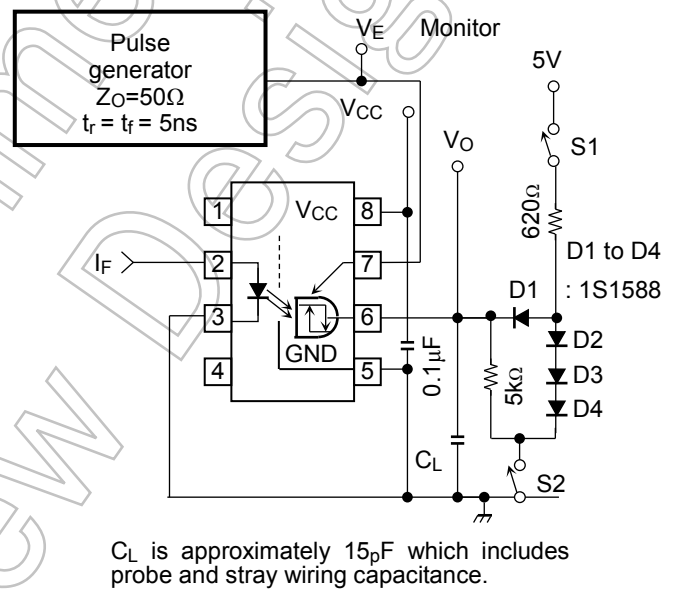 Pulse
generator
ZO=50Ω
tr = tf = 5ns
VE
Monitor
VCC
VO
5V
S1
620Ω
D1 to D4
: 1S1588
D1
D2
D3
D4
5kΩ
S2
CL
0.1μF
IF
1
2
3
4
VCC
GND
8
7
6
5
CL is approximately 15pF which includes
probe and stray wiring capacitance.